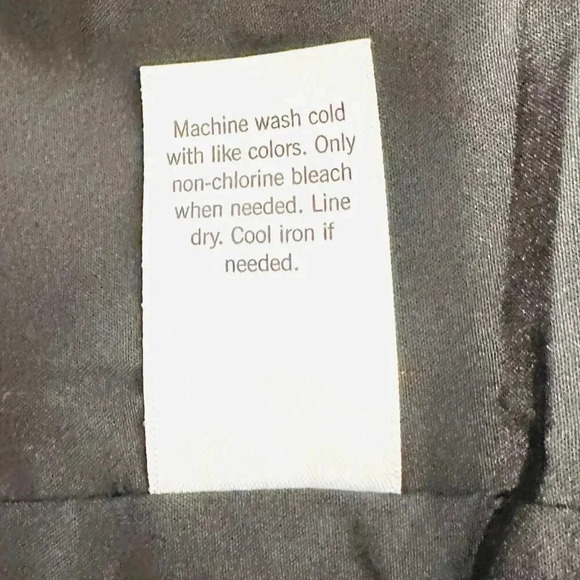 Machine wash cold
with like colors. Only
non-chlorine bleach
when needed. Line
dry. Cool iron if
needed.